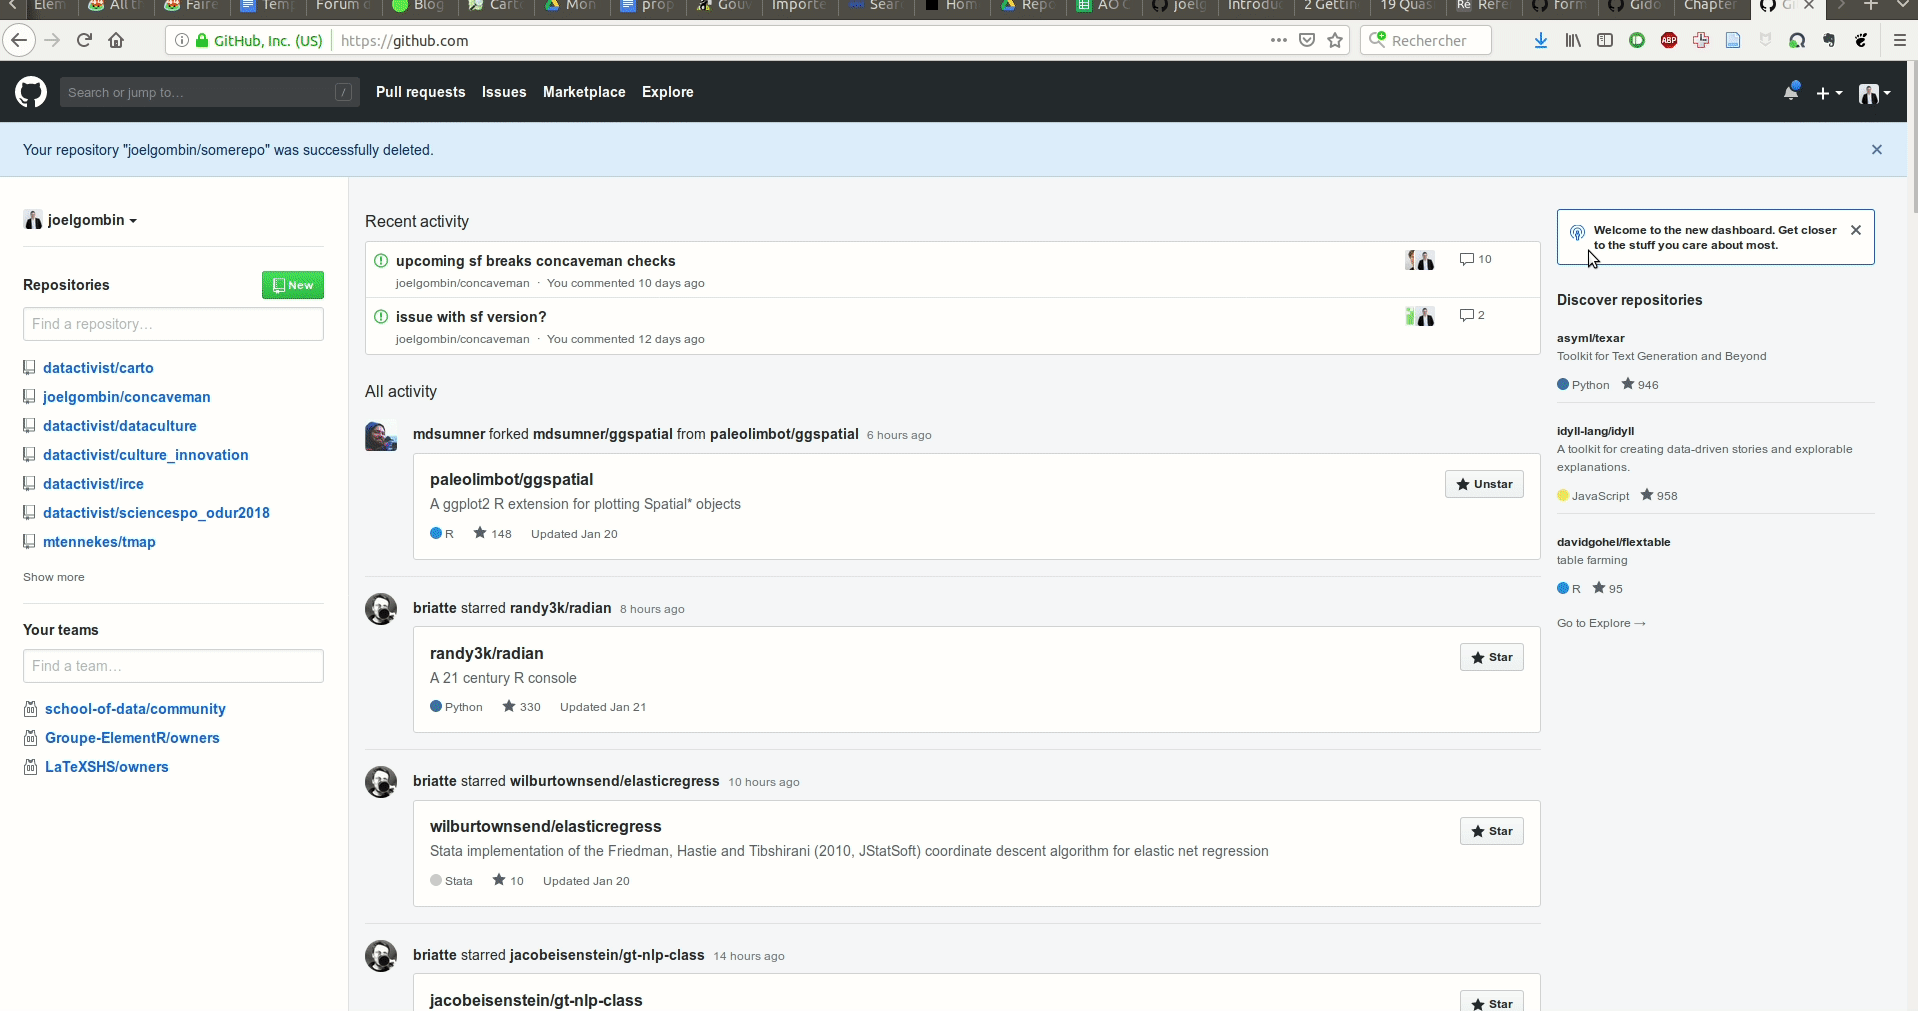 Elem
All th
Faire
Temp
Forum d
Blog
Cart
Mon
prop
Gouv
Importe
Sear
Hom
Repo
AO C
joelg
Introduc
2 Gettin
19 Quas
Ré Refe
form
Gido
Chapter
GitHub, Inc. (US) https://github.com
Rechercher
ABP
Search or jump to… /
Pull requests Issues Marketplace Explore
Your repository "joelgombin/somerepo" was successfully deleted.
joelgombin
Repositories
New
Find a repository…
datactivist/carto
joelgombin/concaveman
datactivist/dataculture
datactivist/culture_innovation
datactivist/irce
datactivist/sciencespo_odur2018
mtennekes/tmap
Show more
Your teams
Find a team…
school-of-data/community
Groupe-ElementR/owners
LaTeXSHS/owners
Recent activity
upcoming sf breaks concaveman checks
10
joelgombin/concaveman · You commented 10 days ago
issue with sf version?
2
joelgombin/concaveman · You commented 12 days ago
All activity
mdsumner forked mdsumner/ggspatial from paleolimbot/ggspatial 6 hours ago
paleolimbot/ggspatial
Unstar
A ggplot2 R extension for plotting Spatial* objects
R 148 Updated Jan 20
briatte starred randy3k/radian 8 hours ago
randy3k/radian
Star
A 21 century R console
Python 330 Updated Jan 21
briatte starred wilburtownsend/elasticregress 10 hours ago
wilburtownsend/elasticregress
Star
Stata implementation of the Friedman, Hastie and Tibshirani (2010, JStatSoft) coordinate descent algorithm for elastic net regression
Stata 10 Updated Jan 20
briatte starred jacobeisenstein/gt-nlp-class 14 hours ago
jacobeisenstein/gt-nlp-class
Star
Welcome to the new dashboard. Get closer
to the stuff you care about most.
Discover repositories
asyml/texar
Toolkit for Text Generation and Beyond
Python 946
idyll-lang/idyll
A toolkit for creating data-driven stories and explorable
explanations.
JavaScript 958
davidgohel/flextable
table farming
R 95
Go to Explore →